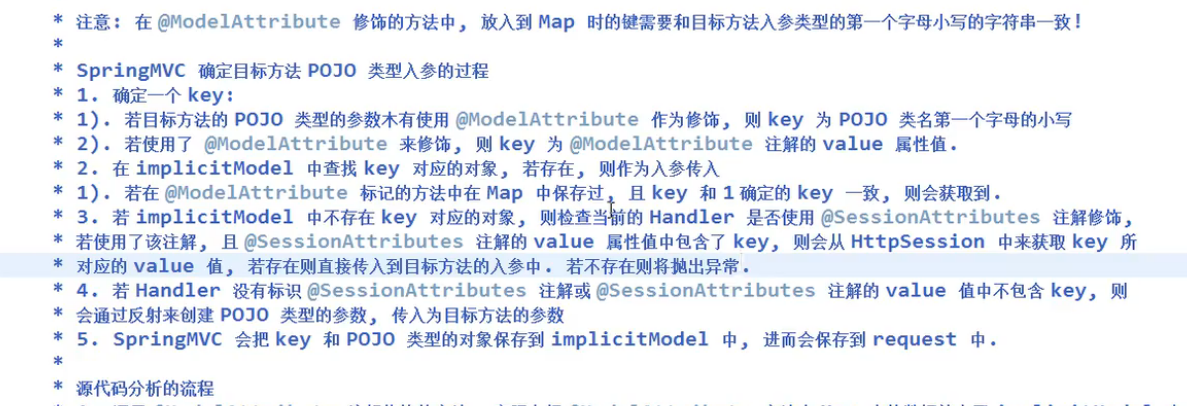 * 注意: 在 @ModelAttribute 修饰的方法中, 放入到 Map 时的键需要和目标方法入参类型的第一个字母小写的字符串一致!
*
* SpringMVC 确定目标方法 POJO 类型入参的过程
* 1. 确定一个 key:
* 1). 若目标方法的 POJO 类型的参数木有使用 @ModelAttribute 作为修饰, 则 key 为 POJO 类名第一个字母的小写
* 2). 若使用了 @ModelAttribute 来修饰, 则 key 为 @ModelAttribute 注解的 value 属性值.
* 2. 在 implicitModel 中查找 key 对应的对象, 若存在, 则作为入参传入
* 1). 若在 @ModelAttribute 标记的方法中在 Map 中保存过, 且 key 和 1 确定的 key 一致, 则会获取到.
* 3. 若 implicitModel 中不存在 key 对应的对象, 则检查当前的 Handler 是否使用 @SessionAttributes 注解修饰,
* 若使用了该注解, 且 @SessionAttributes 注解的 value 属性值中包含了 key, 则会从 HttpSession 中来获取 key 所
* 对应的 value 值, 若存在则直接传入到目标方法的入参中. 若不存在则将抛出异常.
* 4. 若 Handler 没有标识 @SessionAttributes 注解或 @SessionAttributes 注解的 value 值中不包含 key, 则
* 会通过反射来创建 POJO 类型的参数, 传入为目标方法的参数
* 5. SpringMVC 会把 key 和 POJO 类型的对象保存到 implicitModel 中, 进而会保存到 request 中.
*
* 源代码分析的流程